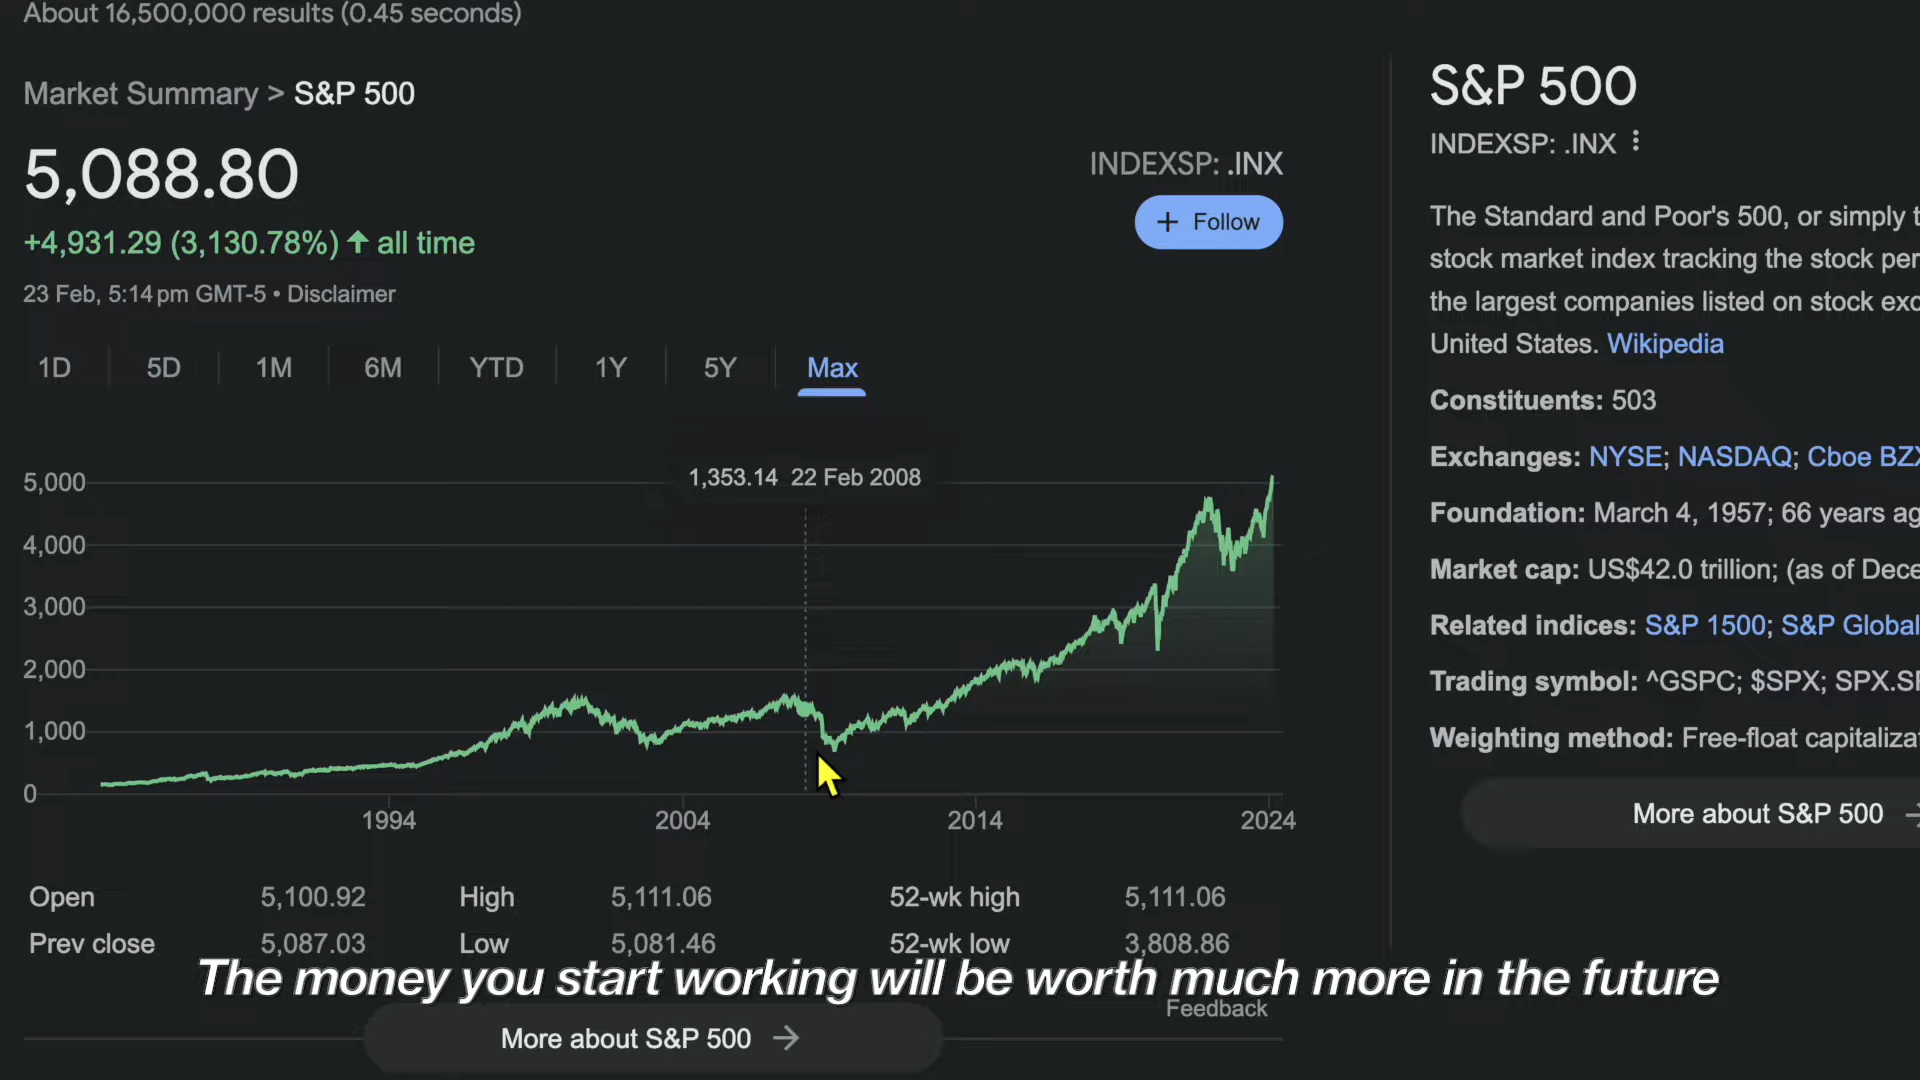 About 16,500,000 results (0.45 seconds)
Market Summary > S&P 500
5,088.80
+4,931.29 (3,130.78%) ↑ all time
23 Feb, 5:14 pm GMT-5 • Disclaimer
INDEXSP: .INX
+ Follow
1D 5D 1M 6M YTD 1Y 5Y Max
1,353.14 22 Feb 2008
5,000
4,000
3,000
2,000
1,000
0
1994 2004 2014 2024
Open 5,100.92 High 5,111.06 52-wk high 5,111.06
Prev close 5,087.03 Low 5,081.46 52-wk low 3,808.86
The money you start working will be worth much more in the future
Feedback
More about S&P 500 →
S&P 500
INDEXSP: .INX
The Standard and Poor's 500, or simply
stock market index tracking the stock
the largest companies listed on stock
United States. Wikipedia
Constituents: 503
Exchanges: NYSE; NASDAQ; Cboe
Foundation: March 4, 1957; 66 years
Market cap: US$42.0 trillion; (as of
Related indices: S&P 1500; S&P Global
Trading symbol: ^GSPC; $SPX;
Weighting method: Free-float
More about S&P 500